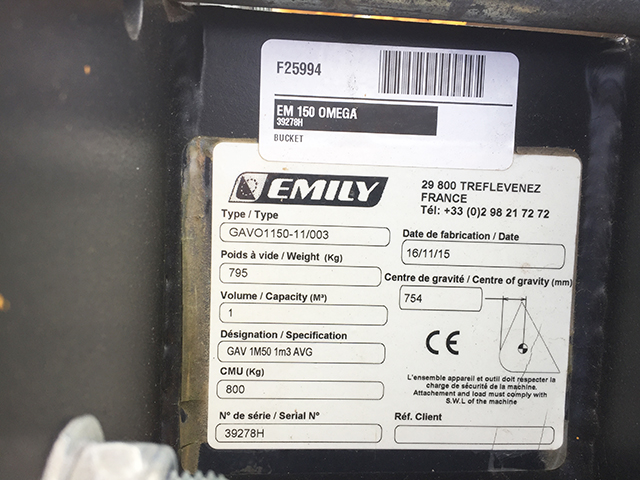 F25994
EM 150 OMEGA
39278H
BUCKET
EMILY
29 800 TREFLEVENEZ
FRANCE
Tél: +33 (0)2 98 21 72 72
Type / Type
GAVO1150-11/003
Date de fabrication / Date
16/11/15
Poids à vide / Weight (Kg)
795
Centre de gravité / Centre of gravity (mm)
754
Volume / Capacity (M³)
1
Désignation / Specification
GAV 1M50 1m3 AVG
CE
CMU (Kg)
800
L'ensemble appareil et outil doit respecter la
charge de sécurité de la machine.
Attachement and load must comply with
S.W.L of the machine
N° de série / Serial N°
39278H
Réf. Client